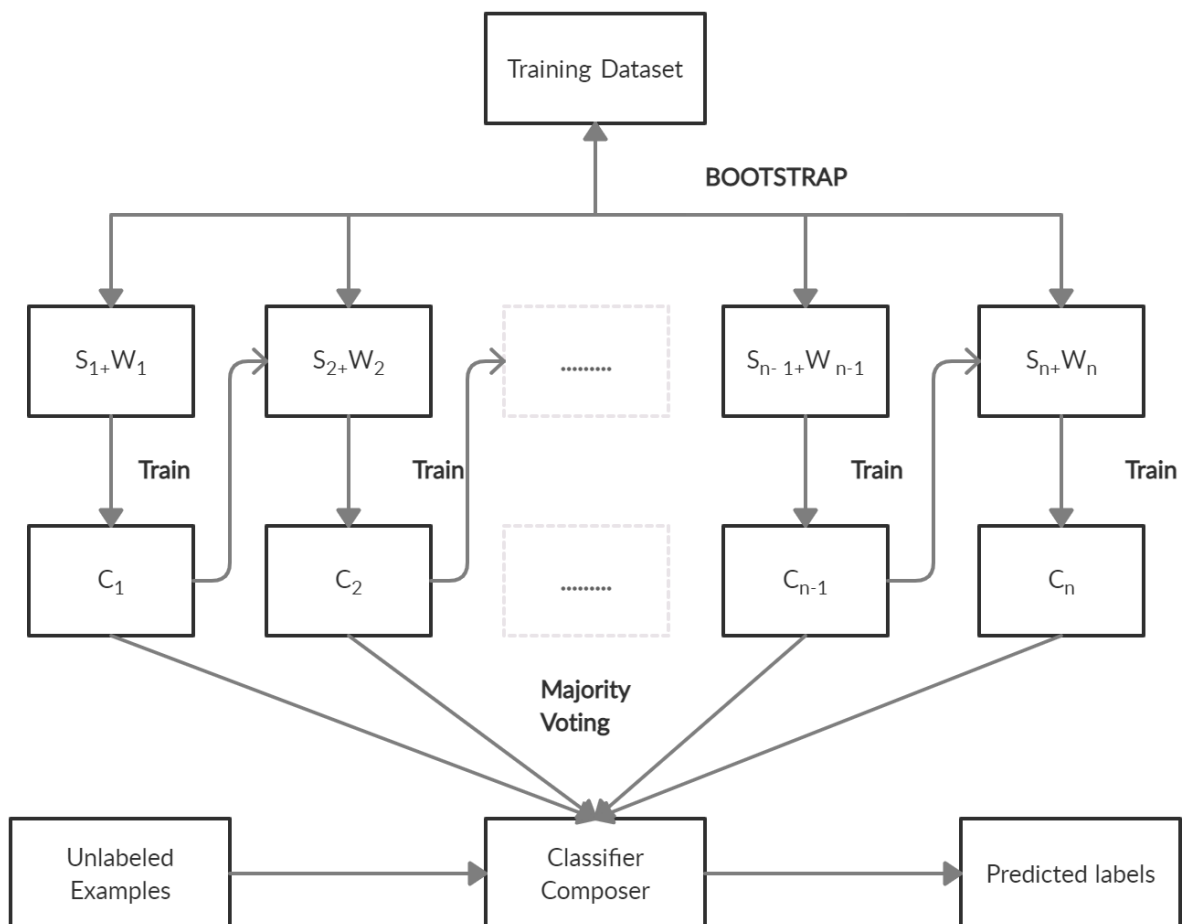 Training Dataset
BOOTSTRAP
S₁₊W₁
S₂₊W₂
.........
Sₙ₋ ₁₊W ₙ₋₁
Sₙ₊Wₙ
Train
Train
Train
Train
C₁
C₂
.........
Cₙ₋₁
Cₙ
Majority
Voting
Unlabeled
Examples
Classifier
Composer
Predicted labels